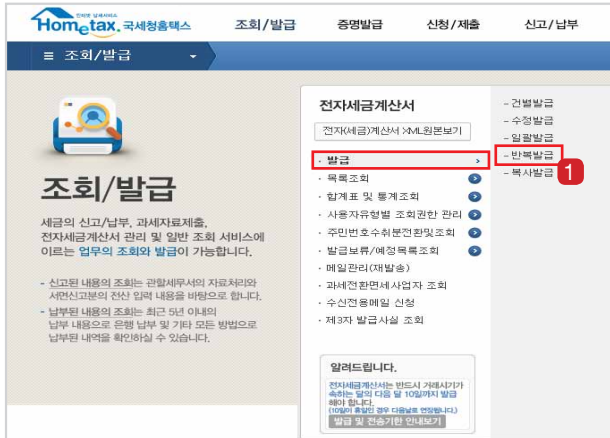 인터넷 납세서비스
Hometax. 국세청홈택스
조회/발급
증명발급
신청/제출
신고/납부
≡ 조회/발급
조회/발급
세금의 신고/납부, 과세자료제출,
전자세금계산서 관리 및 일반 조회 서비스에
이르는 업무의 조회와 발급이 가능합니다.
- 신고된 내용의 조회는 관할세무서의 자료처리와
서면신고분의 전산 입력 내용을 바탕으로 합니다.
- 납부된 내용의 조회는 최근 5년 이내의
납부 내용으로 은행 납부 및 기타 모든 방법으로
납부된 내역을 확인하실 수 있습니다.
전자세금계산서
전자(세금)계산서 XML원본보기
· 발급
· 목록조회
· 합계표 및 통계조회
· 사용자유형별 조회권한 관리
· 주민번호수취분전환및조회
· 발급보류/예정목록조회
· 메일관리(재발송)
· 과세전환면세사업자 조회
· 수신전용메일 신청
· 제3자 발급사실 조회
알려드립니다.
전자세금계산서는 반드시 거래시기가
속하는 달의 다음 달 10일까지 발급
해야 합니다.
(10일이 휴일인 경우 다음날로 연장됩니다.)
발급 및 전송기한 안내보기
- 건별발급
- 수정발급
- 일괄발급
- 반복발급
- 복사발급
1